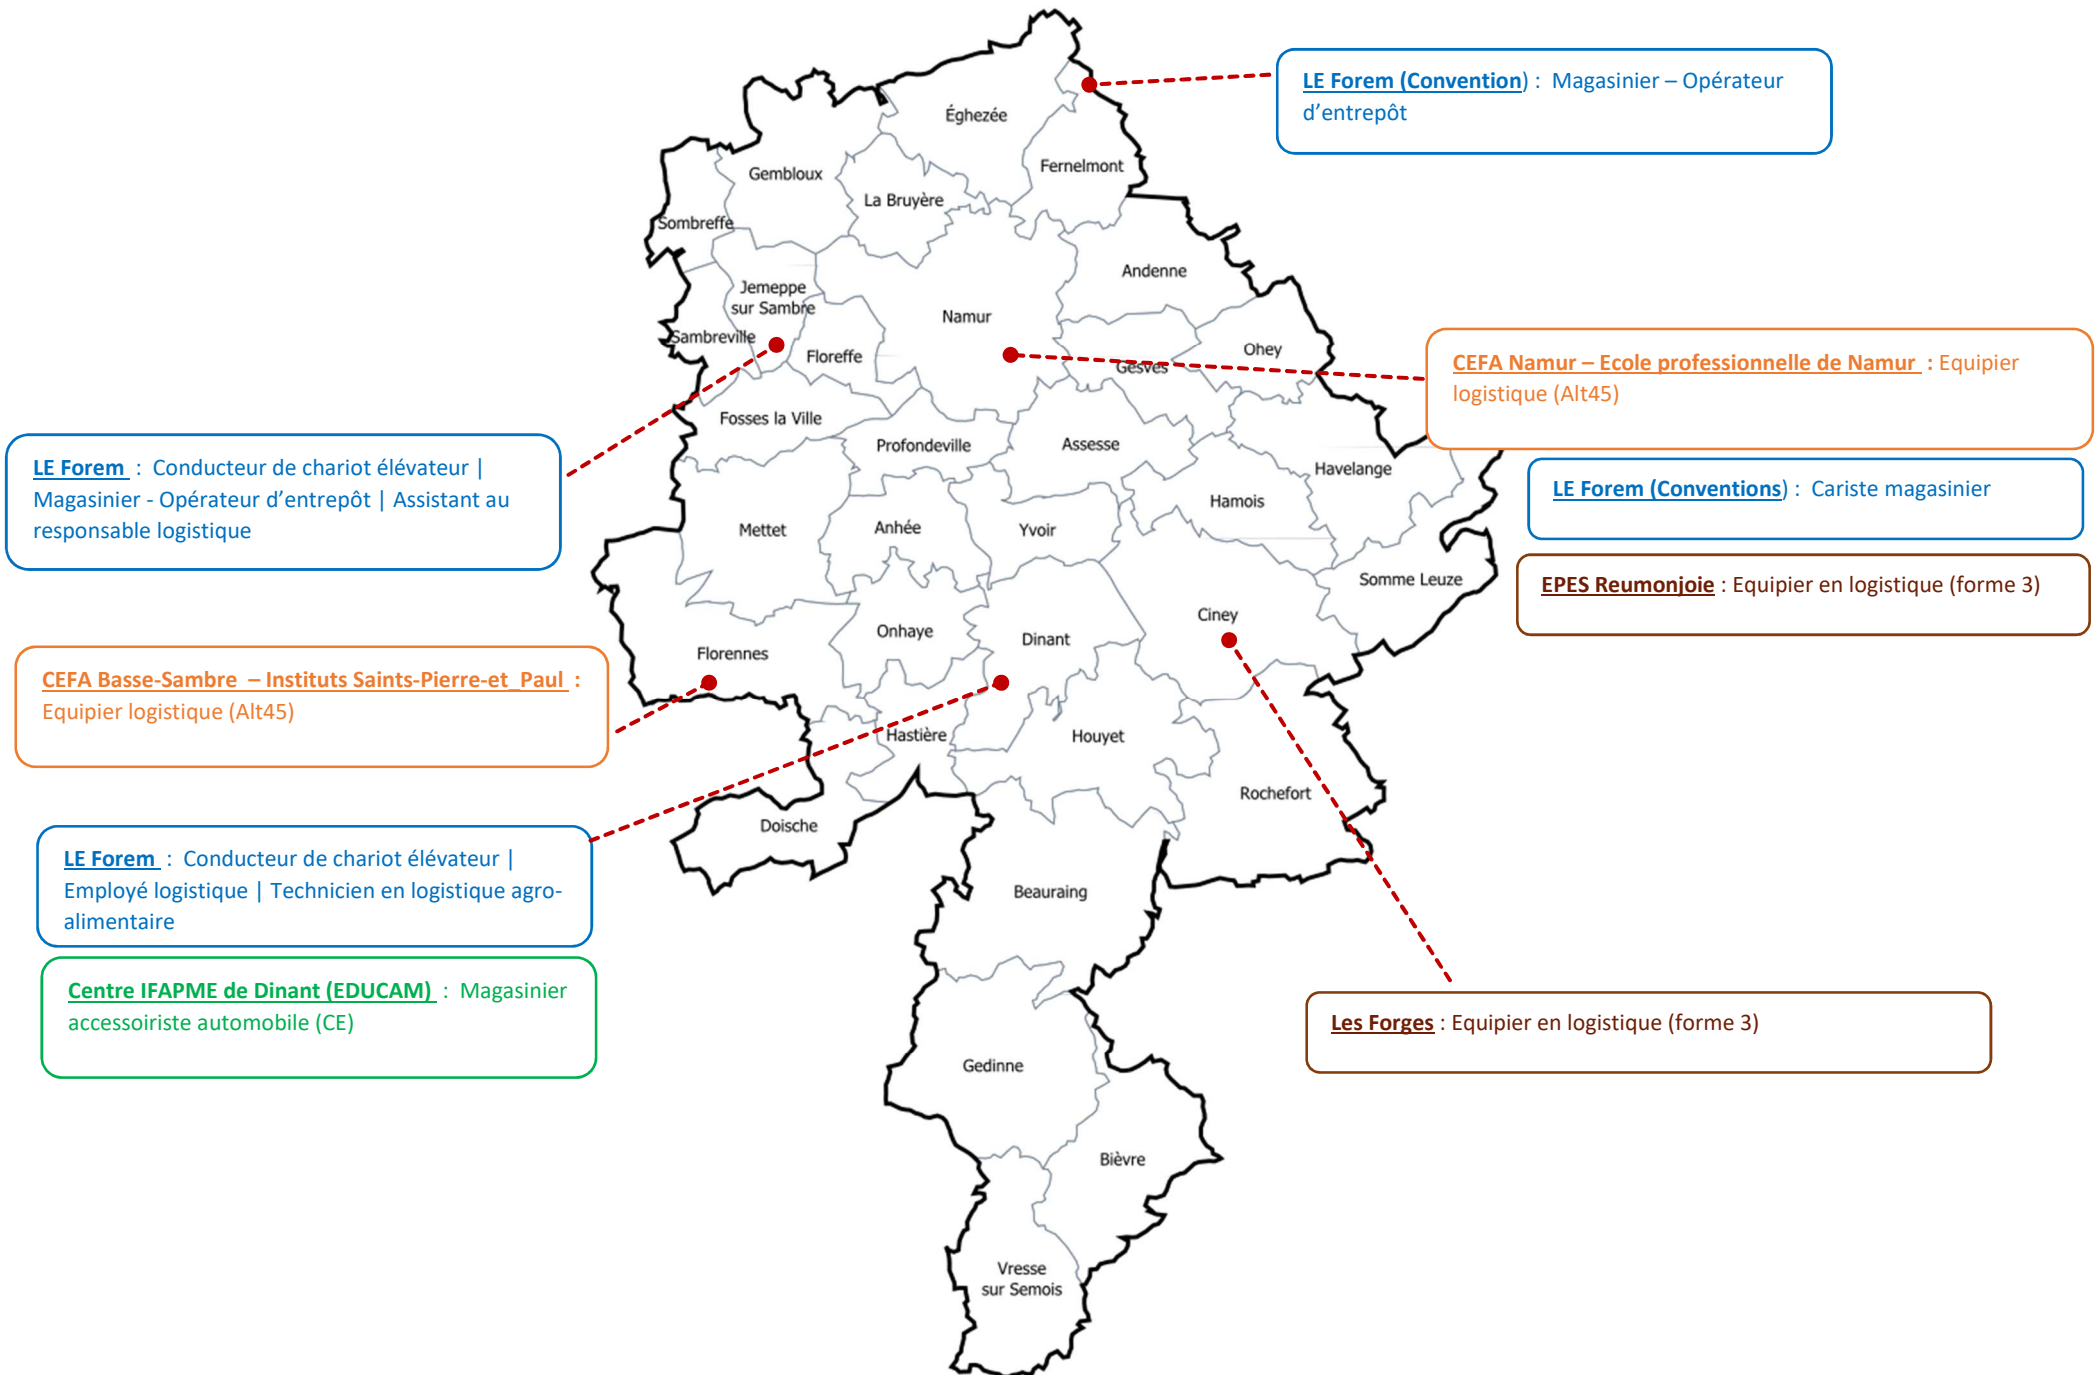 LE Forem (Convention) : Magasinier – Opérateur
d'entrepôt
Éghezée
Fernelmont
Gembloux
La Bruyère
Sombreffe
Andenne
Jemeppe
sur Sambre
Namur
Sambreville
Floreffe
Ohey
Gesves
CEFA Namur – Ecole professionnelle de Namur : Equipier
logistique (Alt45)
Fosses la Ville
Profondeville
Assesse
Havelange
LE Forem : Conducteur de chariot élévateur |
Magasinier - Opérateur d'entrepôt | Assistant au
responsable logistique
LE Forem (Conventions) : Cariste magasinier
Hamois
Mettet
Anhée
Yvoir
Somme Leuze
EPES Reumonjoie : Equipier en logistique (forme 3)
Ciney
Onhaye
Dinant
Florennes
CEFA Basse-Sambre – Instituts Saints-Pierre-et_Paul :
Equipier logistique (Alt45)
Hastière
Houyet
Rochefort
Doische
LE Forem : Conducteur de chariot élévateur |
Employé logistique | Technicien en logistique agro-
alimentaire
Beauraing
Centre IFAPME de Dinant (EDUCAM) : Magasinier
accessoiriste automobile (CE)
Les Forges : Equipier en logistique (forme 3)
Gedinne
Bièvre
Vresse
sur Semois